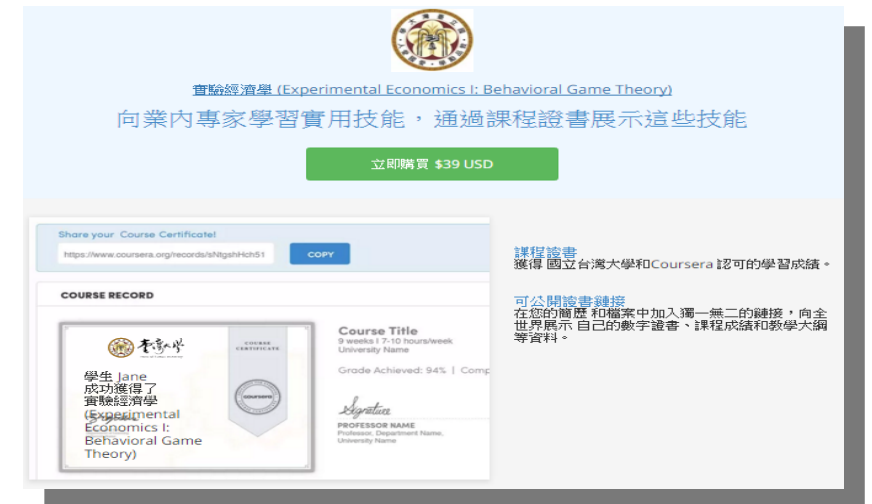 實驗經濟學 (Experimental Economics I: Behavioral Game Theory)
向業內專家學習實用技能，通過課程證書展示這些技能
立即購買 $39 USD
Share your Course Certificate!
https://www.coursera.org/records/sNtgshHch51
COPY
COURSE RECORD
COURSE
CERTIFICATE
coursera
學生 Jane
成功獲得了
實驗經濟學
(Experimental
Economics I:
Behavioral Game
Theory)
Course Title
9 weeks | 7-10 hours/week
University Name
Grade Achieved: 94% | Comp
Signature
PROFESSOR NAME
Professor, Department Name,
University Name
課程證書
獲得 國立台灣大學和Coursera 認可的學習成績。
可公開證書鏈接
在您的簡歷 和檔案中加入獨一無二的鏈接，向全
世界展示 自己的數字證書、課程成績和教學大綱
等資料。